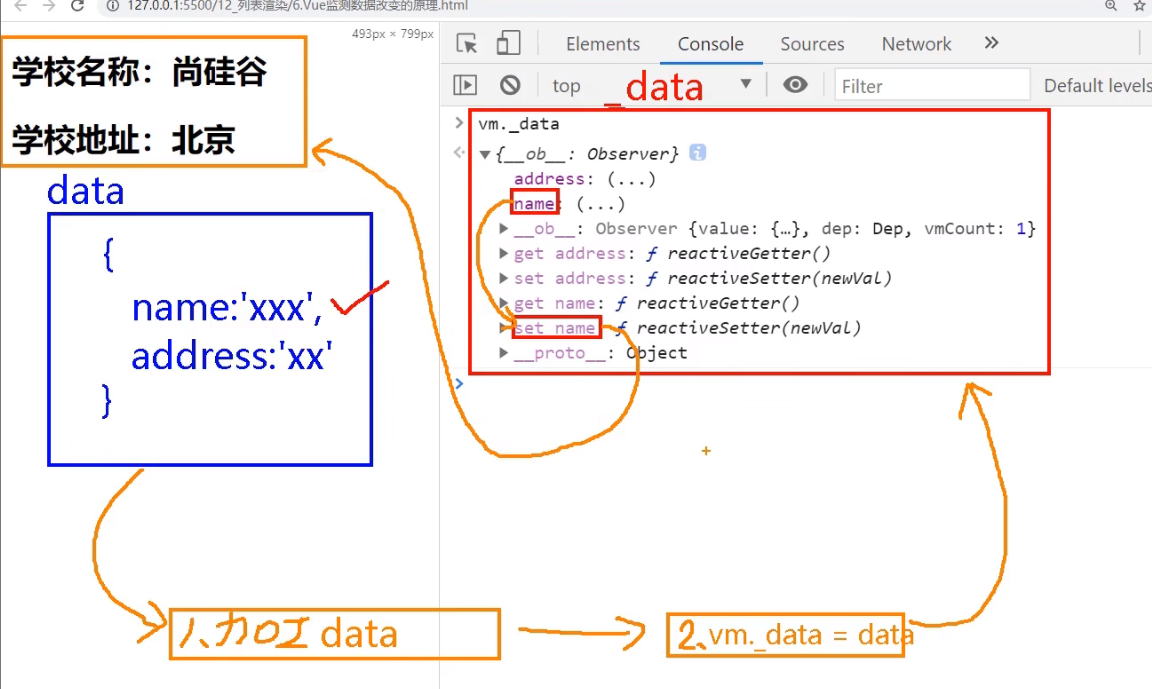 127.0.0.1:5500/12_列表渲染/6.Vue监测数据改变的原理.html
493px × 799px
Elements Console Sources Network »
top _data Filter Default levels
学校名称：尚硅谷
学校地址：北京
data
{
name:'xxx',
address:'xx'
}
> vm._data
{__ob__: Observer} i
address: (...)
name: (...)
__ob__: Observer {value: {…}, dep: Dep, vmCount: 1}
get address: ƒ reactiveGetter()
set address: ƒ reactiveSetter(newVal)
get name: ƒ reactiveGetter()
set name: ƒ reactiveSetter(newVal)
__proto__: Object
>
1、加工 data
2、vm._data = data